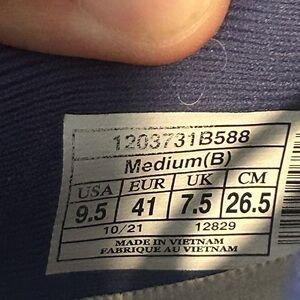 1203731B588
Medium(B)
USA EUR UK CM
9.5 41 7.5 26.5
10/21 12829
MADE IN VIETNAM
FABRIQUE AU VIETNAM